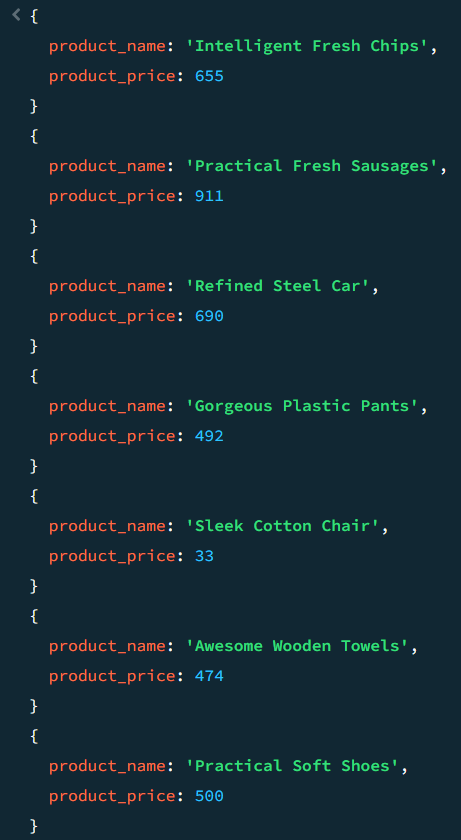 {
product_name: 'Intelligent Fresh Chips',
product_price: 655
}
{
product_name: 'Practical Fresh Sausages',
product_price: 911
}
{
product_name: 'Refined Steel Car',
product_price: 690
}
{
product_name: 'Gorgeous Plastic Pants',
product_price: 492
}
{
product_name: 'Sleek Cotton Chair',
product_price: 33
}
{
product_name: 'Awesome Wooden Towels',
product_price: 474
}
{
product_name: 'Practical Soft Shoes',
product_price: 500
}